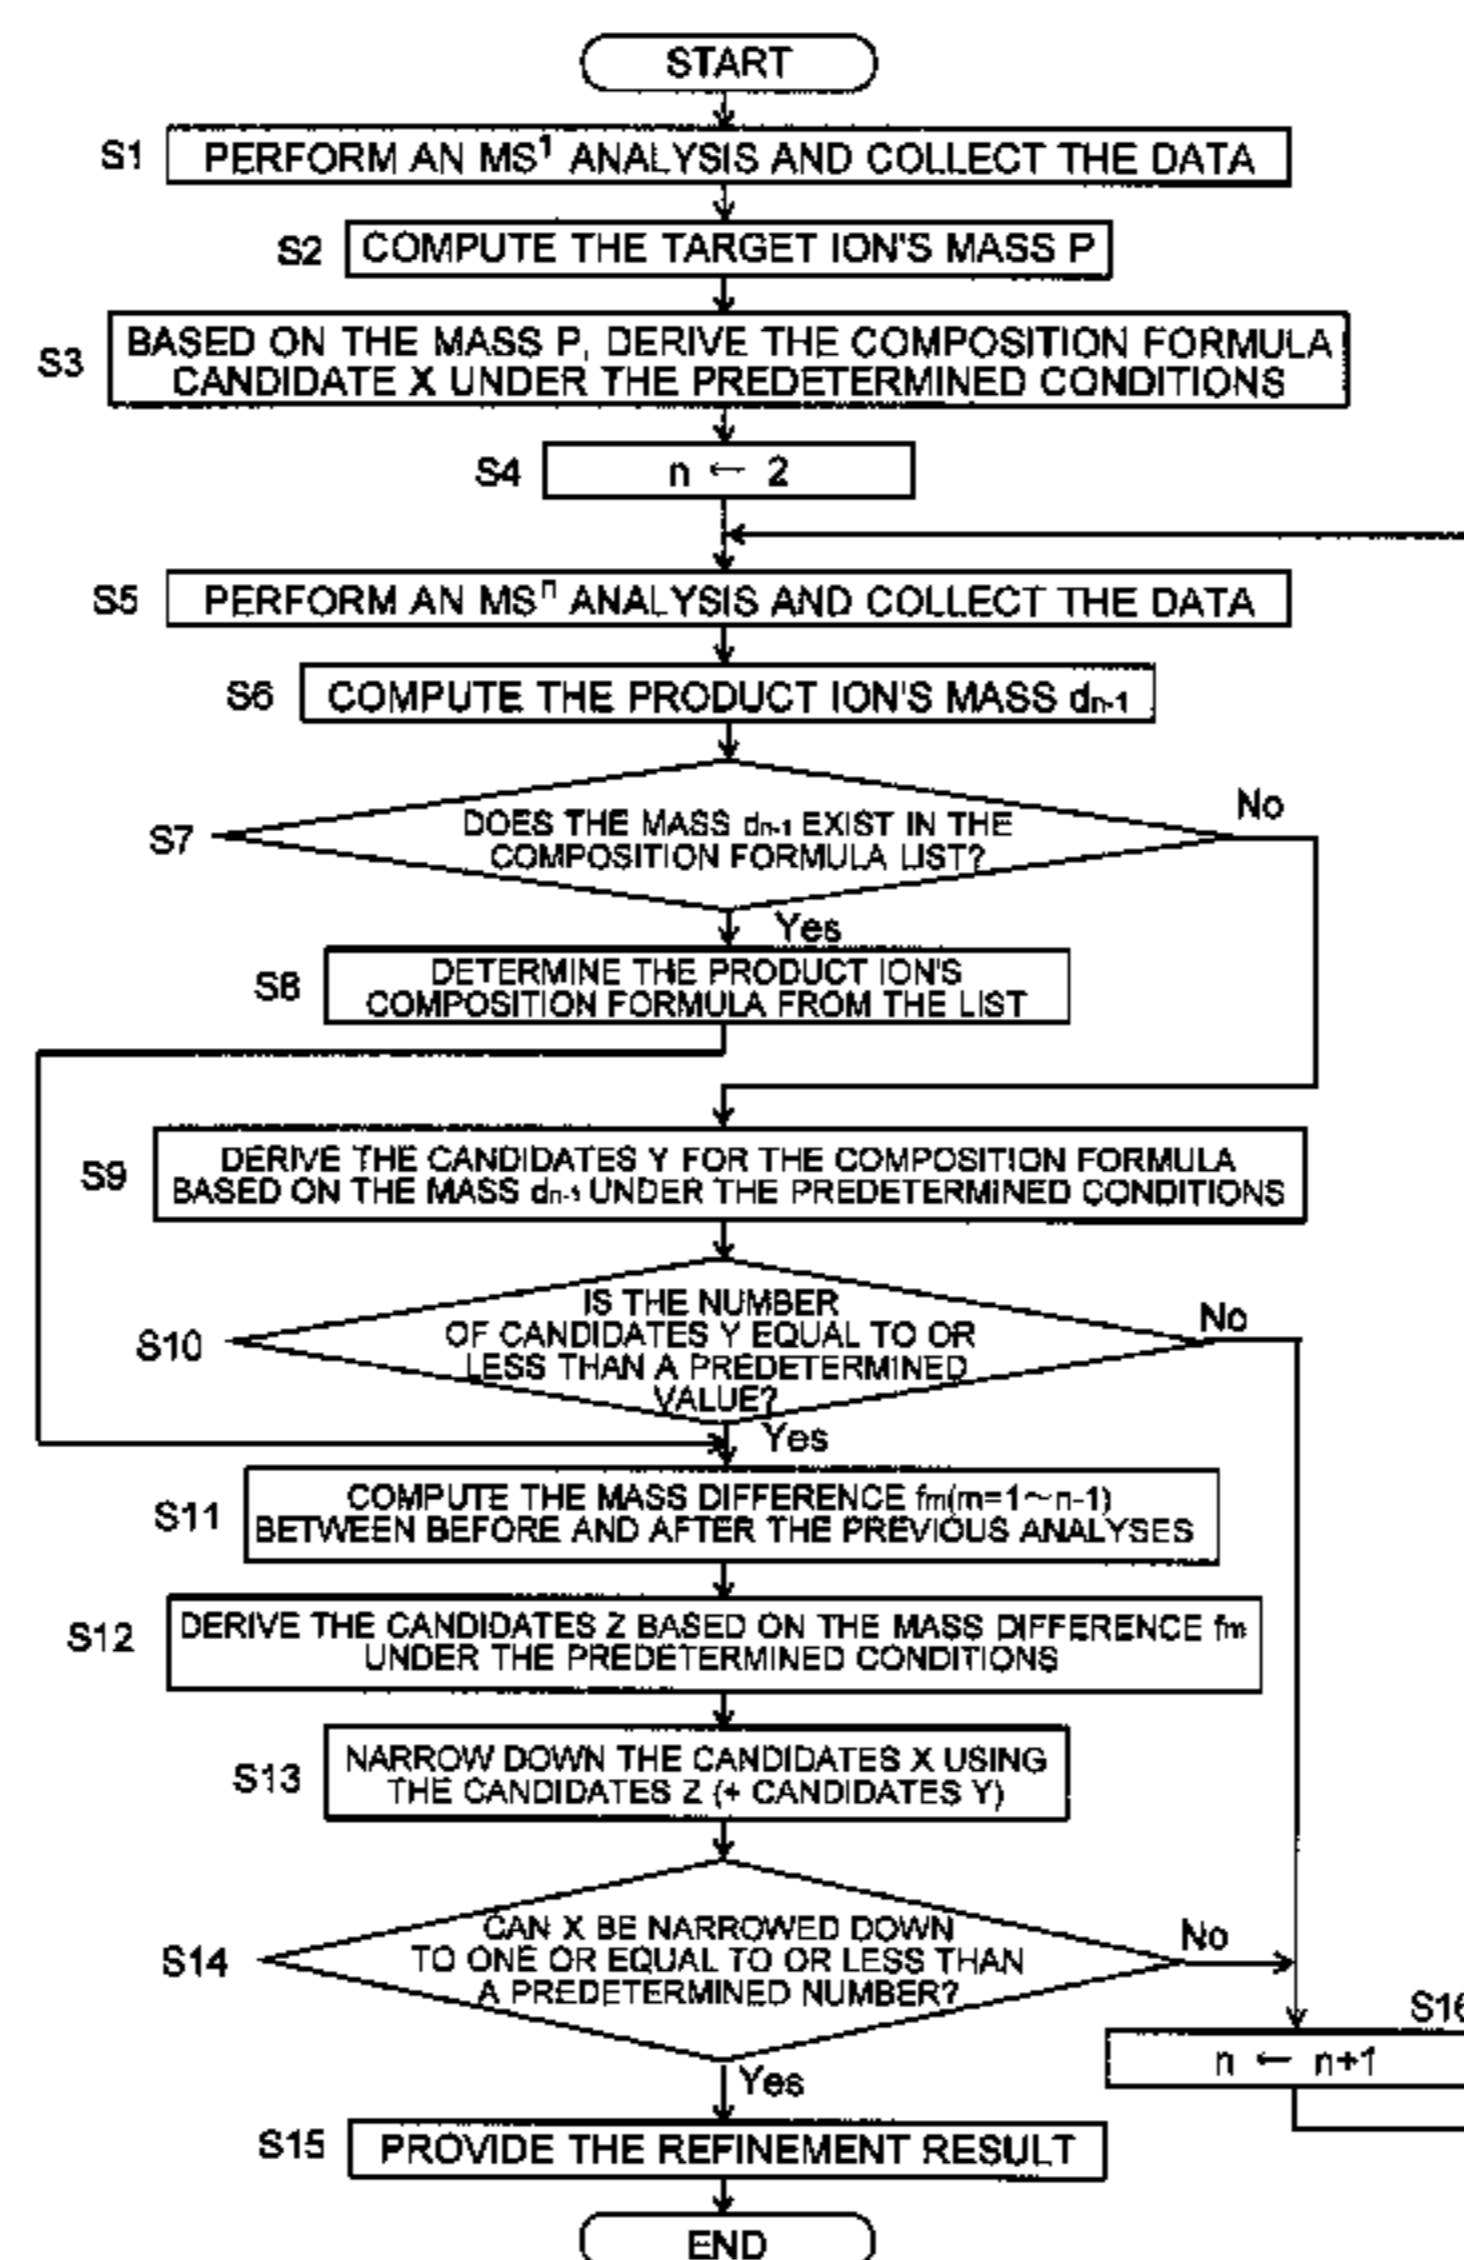 START
S1 PERFORM AN MS¹ ANALYSIS AND COLLECT THE DATA
S2 COMPUTE THE TARGET ION'S MASS P
S3 BASED ON THE MASS P, DERIVE THE COMPOSITION FORMULA
CANDIDATE X UNDER THE PREDETERMINED CONDITIONS
S4 n ← 2
S5 PERFORM AN MSⁿ ANALYSIS AND COLLECT THE DATA
S6 COMPUTE THE PRODUCT ION'S MASS dn-1
No
S7 DOES THE MASS dn-1 EXIST IN THE
COMPOSITION FORMULA LIST?
Yes
S8 DETERMINE THE PRODUCT ION'S
COMPOSITION FORMULA FROM THE LIST
S9 DERIVE THE CANDIDATES Y FOR THE COMPOSITION FORMULA
BASED ON THE MASS dn-1 UNDER THE PREDETERMINED CONDITIONS
IS THE NUMBER
No
S10 OF CANDIDATES Y EQUAL TO OR
LESS THAN A PREDETERMINED
VALUE?
Yes
S11 COMPUTE THE MASS DIFFERENCE fm(m=1~n-1)
BETWEEN BEFORE AND AFTER THE PREVIOUS ANALYSES
S12 DERIVE THE CANDIDATES Z BASED ON THE MASS DIFFERENCE fm
UNDER THE PREDETERMINED CONDITIONS
S13 NARROW DOWN THE CANDIDATES X USING
THE CANDIDATES Z (+ CANDIDATES Y)
CAN X BE NARROWED DOWN
No
S14 TO ONE OR EQUAL TO OR LESS THAN
A PREDETERMINED NUMBER?
S16
n ← n+1
Yes
S15 PROVIDE THE REFINEMENT RESULT
END